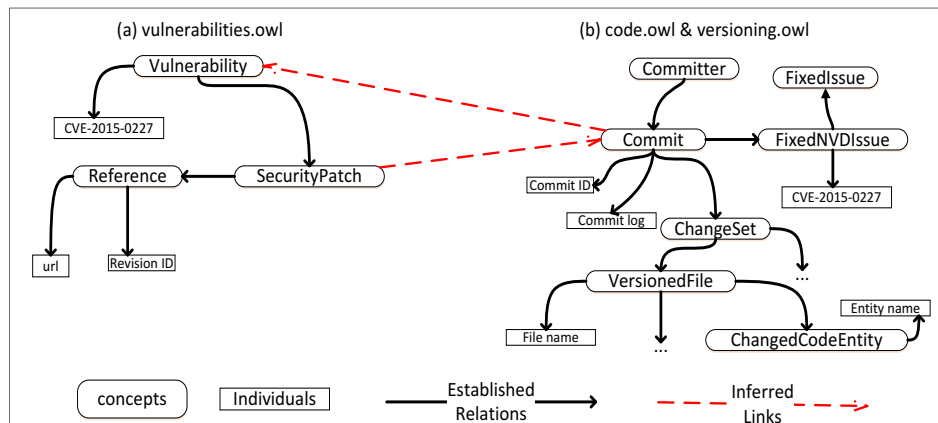 (a) vulnerabilities.owl
(b) code.owl & versioning.owl
Vulnerability
Committer
FixedIssue
CVE-2015-0227
Commit
FixedNVDIssue
Reference
SecurityPatch
Commit ID
CVE-2015-0227
Commit log
ChangeSet
url
Revision ID
...
VersionedFile
Entity name
File name
...
ChangedCodeEntity
concepts
Individuals
Established
Relations
Inferred
Links